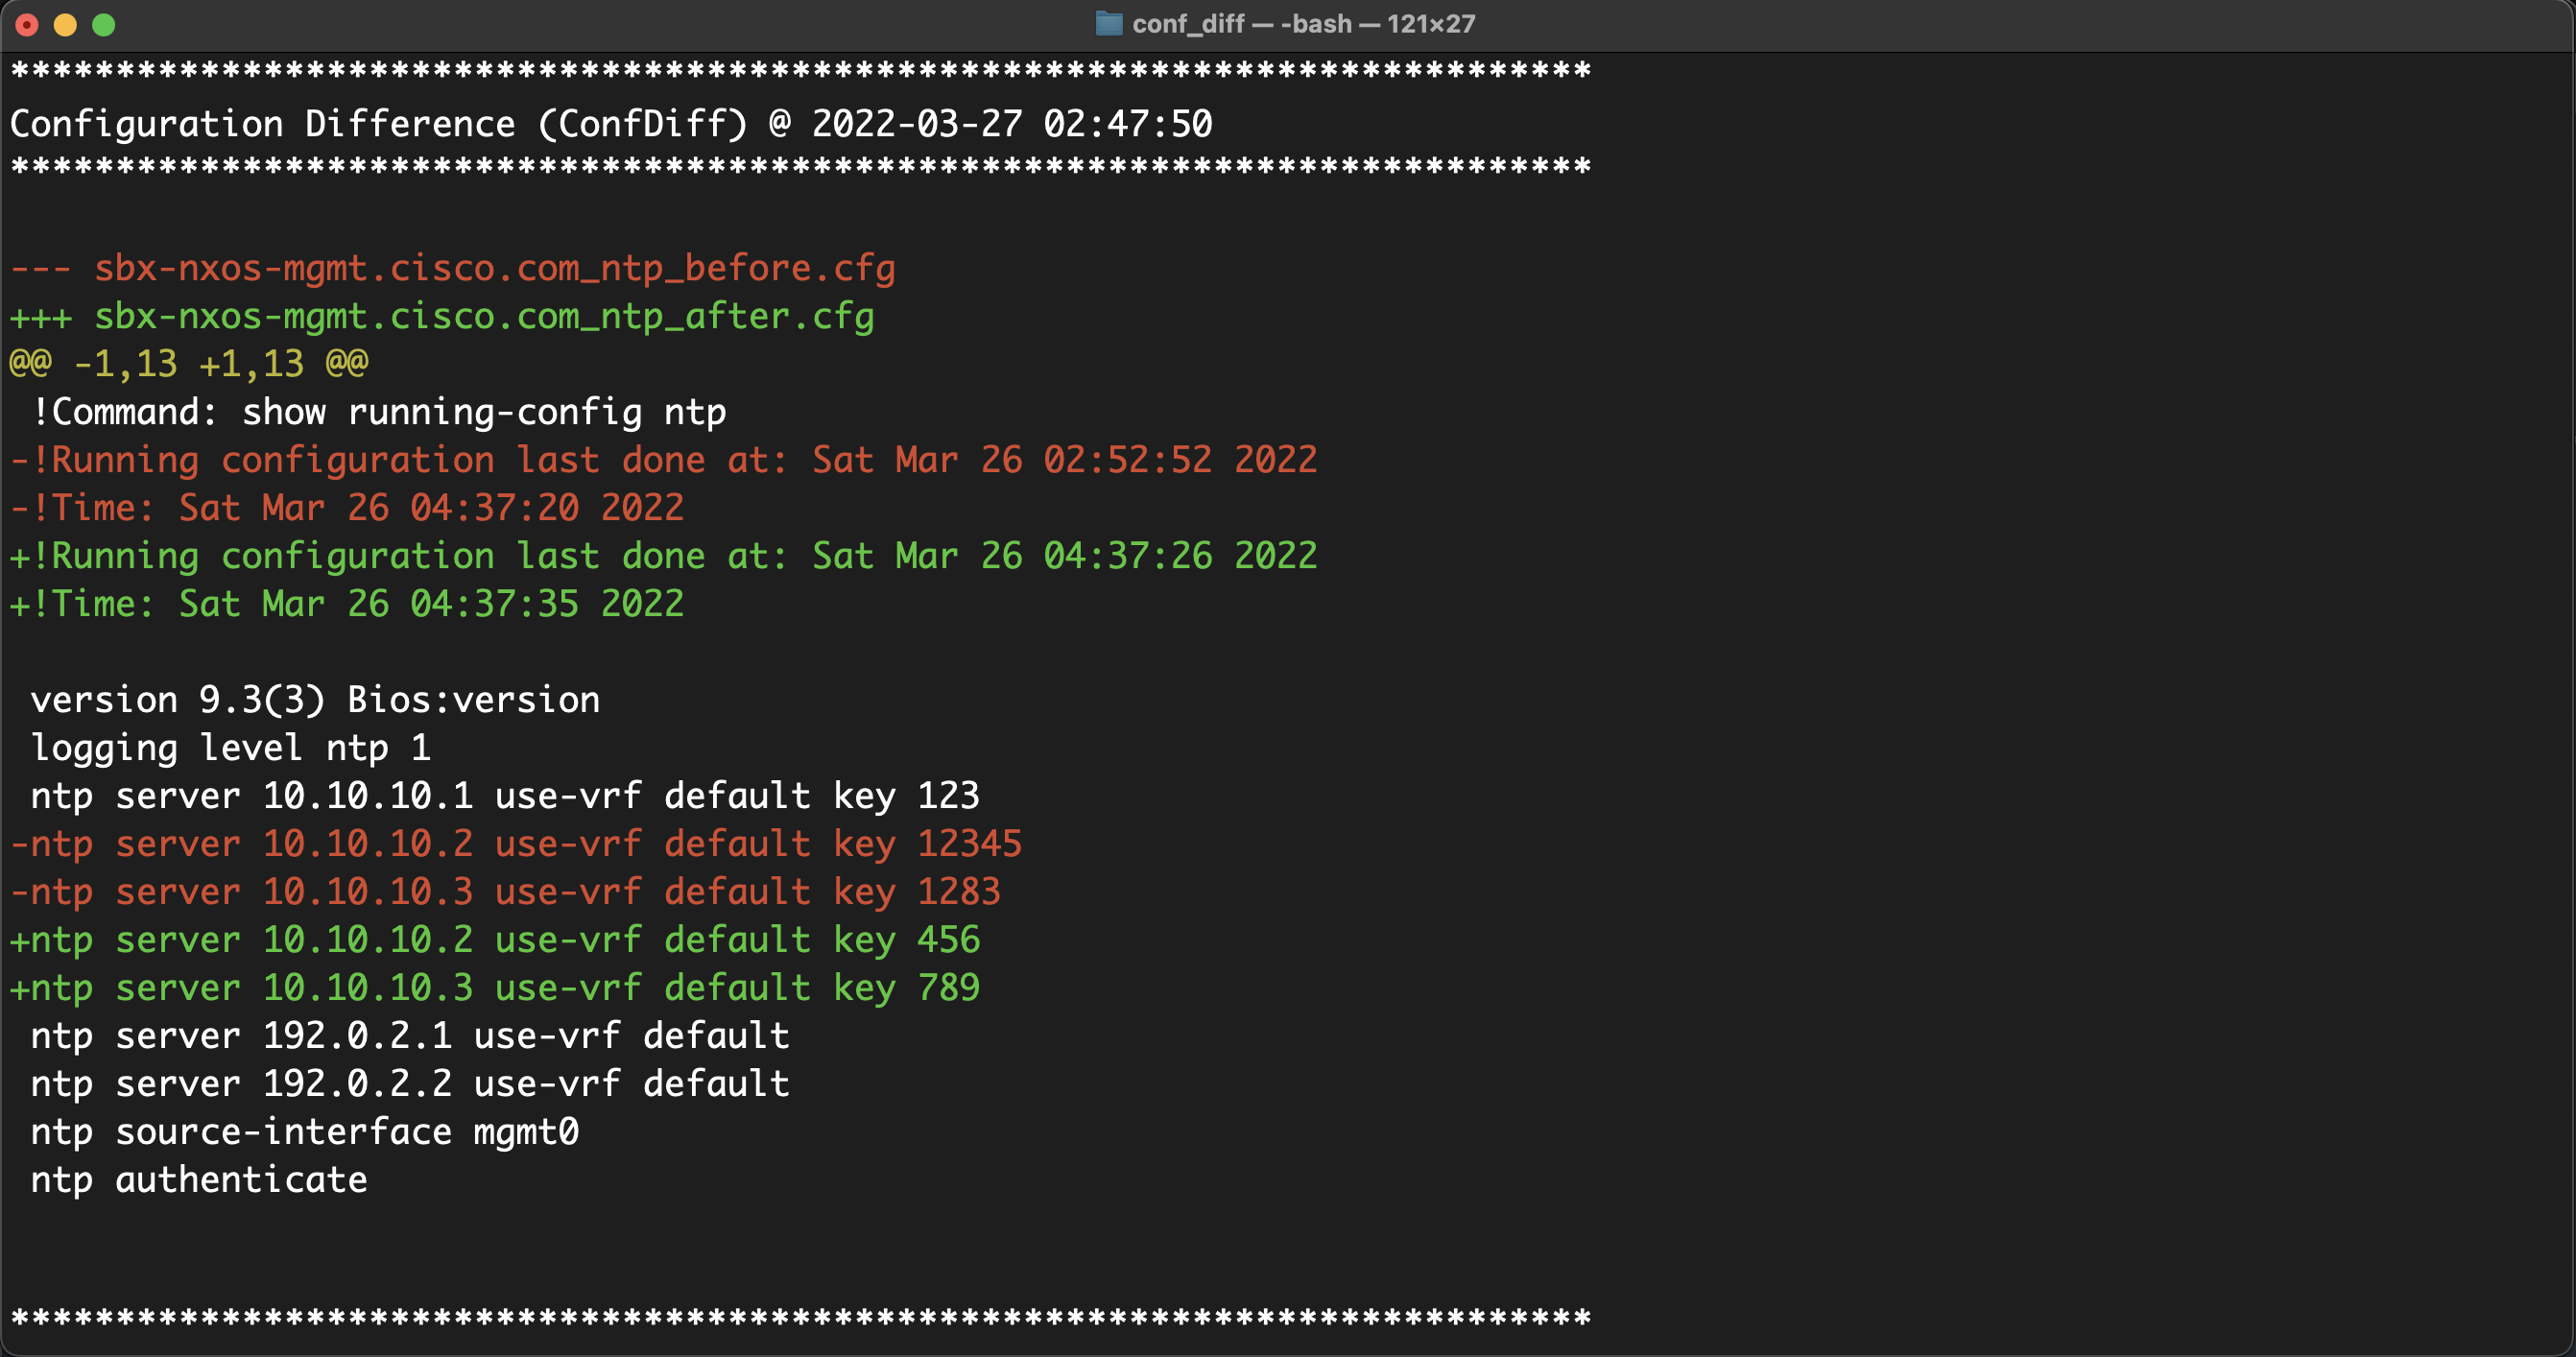 conf_diff — -bash — 121×27
***************************************************************************
Configuration Difference (ConfDiff) @ 2022-03-27 02:47:50
***************************************************************************
--- sbx-nxos-mgmt.cisco.com_ntp_before.cfg
+++ sbx-nxos-mgmt.cisco.com_ntp_after.cfg
@@ -1,13 +1,13 @@
 !Command: show running-config ntp
-!Running configuration last done at: Sat Mar 26 02:52:52 2022
-!Time: Sat Mar 26 04:37:20 2022
+!Running configuration last done at: Sat Mar 26 04:37:26 2022
+!Time: Sat Mar 26 04:37:35 2022
 version 9.3(3) Bios:version
 logging level ntp 1
 ntp server 10.10.10.1 use-vrf default key 123
-ntp server 10.10.10.2 use-vrf default key 12345
-ntp server 10.10.10.3 use-vrf default key 1283
+ntp server 10.10.10.2 use-vrf default key 456
+ntp server 10.10.10.3 use-vrf default key 789
 ntp server 192.0.2.1 use-vrf default
 ntp server 192.0.2.2 use-vrf default
 ntp source-interface mgmt0
 ntp authenticate
***************************************************************************